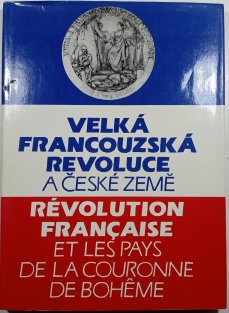 VELKÁ
FRANCOUZSKÁ
REVOLUCE
A ČESKÉ ZEMĚ
RÉVOLUTION
FRANÇAISE
ET LES PAYS
DE LA COURONNE
DE BOHÊME